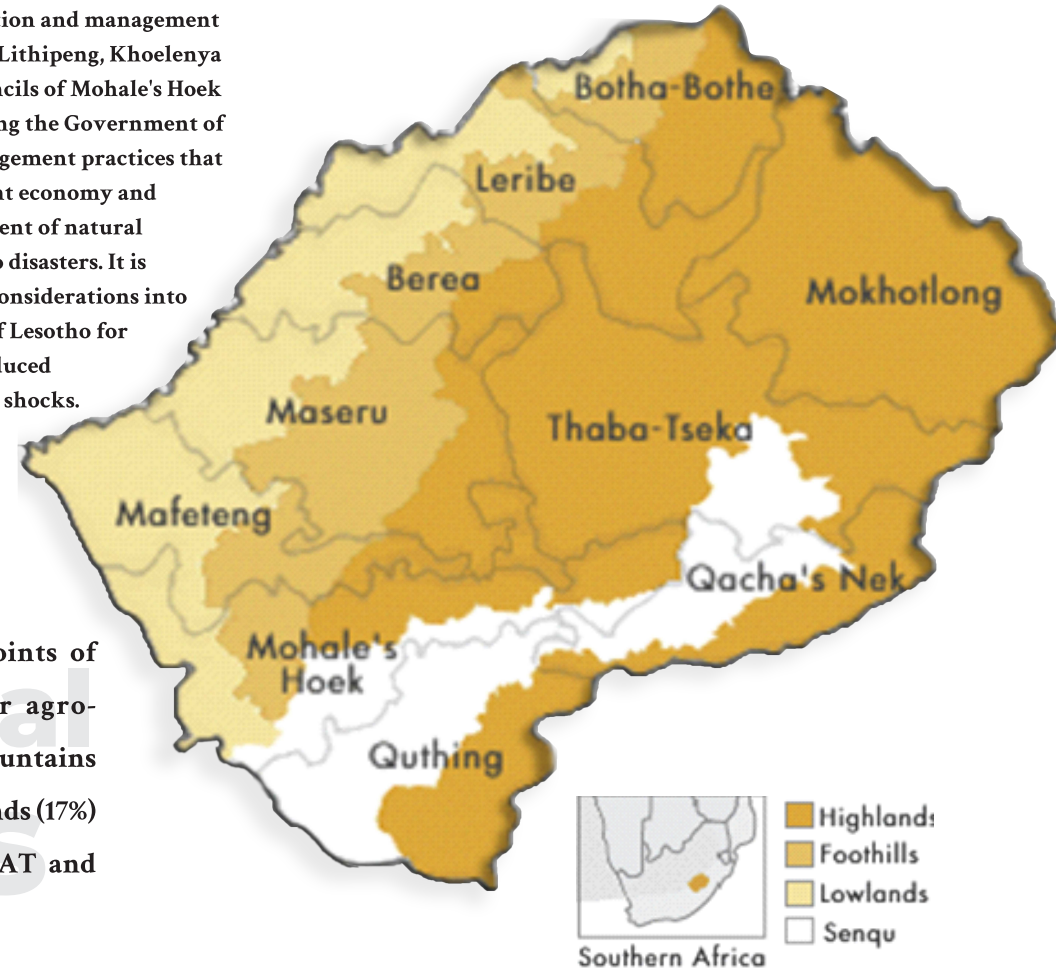 tion and management
Lithipeng, Khoelenya
ncils of Mohale's Hoek
ng the Government of
gement practices that
nt economy and
ent of natural
o disasters. It is
onsiderations into
f Lesotho for
duced
shocks.
oints of
al
r agro-
untains
nds (17%)
s
AT and
Botha-Bothe
Leribe
Berea
Mokhotlong
Maseru
Thaba-Tseka
Mafeteng
Qacha's Nek
Mohale's
Hoek
Quthing
Highlands
Foothills
Lowlands
Senqu
Southern Africa